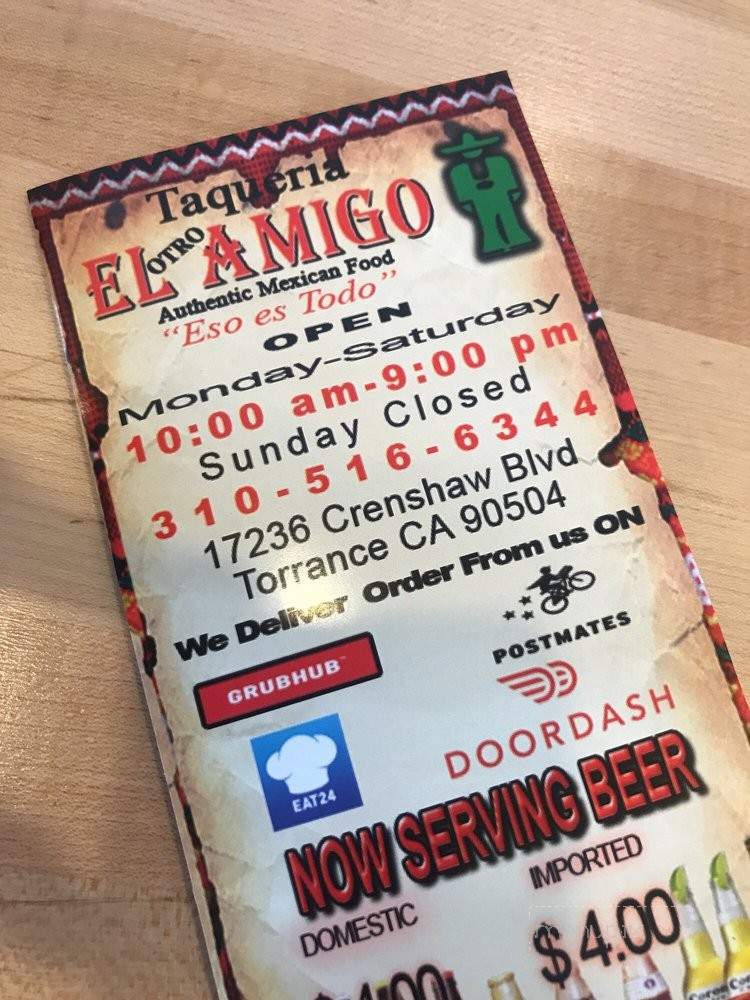 Taqueria
EL OTRO AMIGO
Authentic Mexican Food
“Eso es Todo”
OPEN
Monday-Saturday
10:00 am-9:00 pm
Sunday Closed
310-516-6344
17236 Crenshaw Blvd
Torrance CA 90504
We Deliver Order From us ON
POSTMATES
GRUBHUB™
DOORDASH
EAT24
NOW SERVING BEER
IMPORTED
DOMESTIC
$4.00